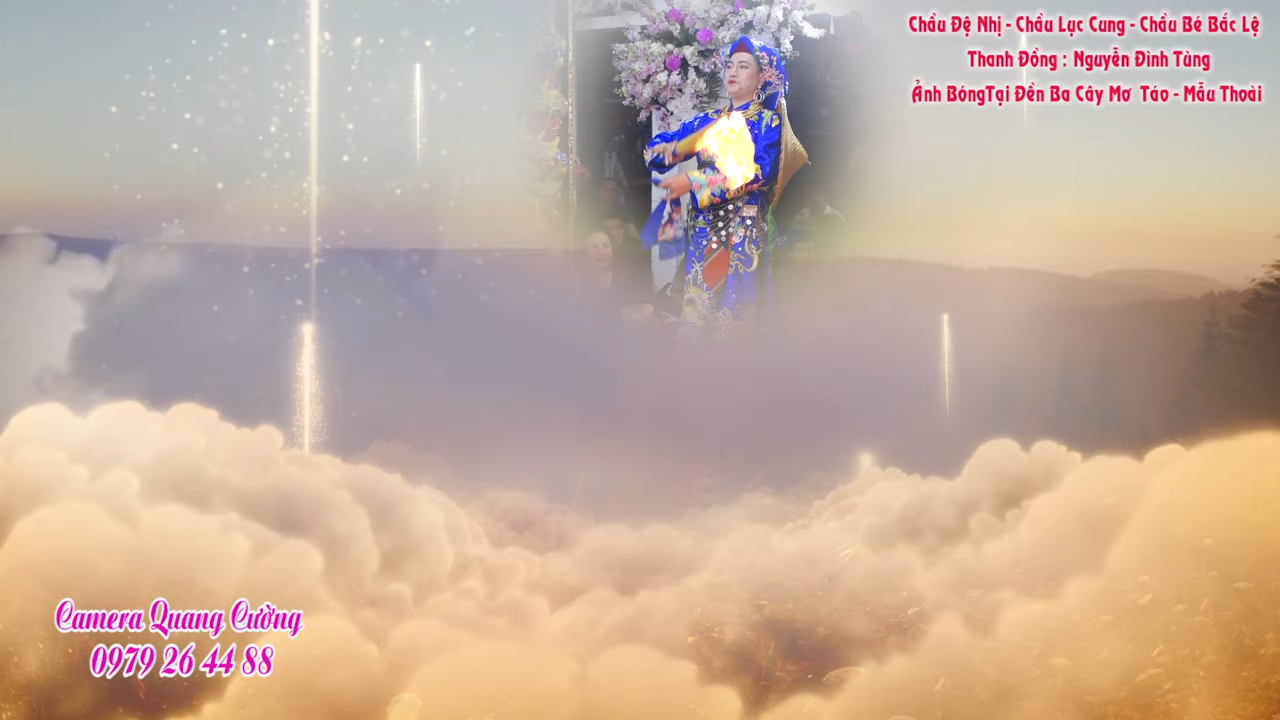 Chầu Đệ Nhị - Chầu Lục Cung - Chầu Bé Bắc Lệ
Thanh Đồng : Nguyễn Đình Tùng
Ảnh BóngTại Đền Ba Cây Mơ Táo - Mẫu Thoải
Camera Quang Cường
0979 26 44 88